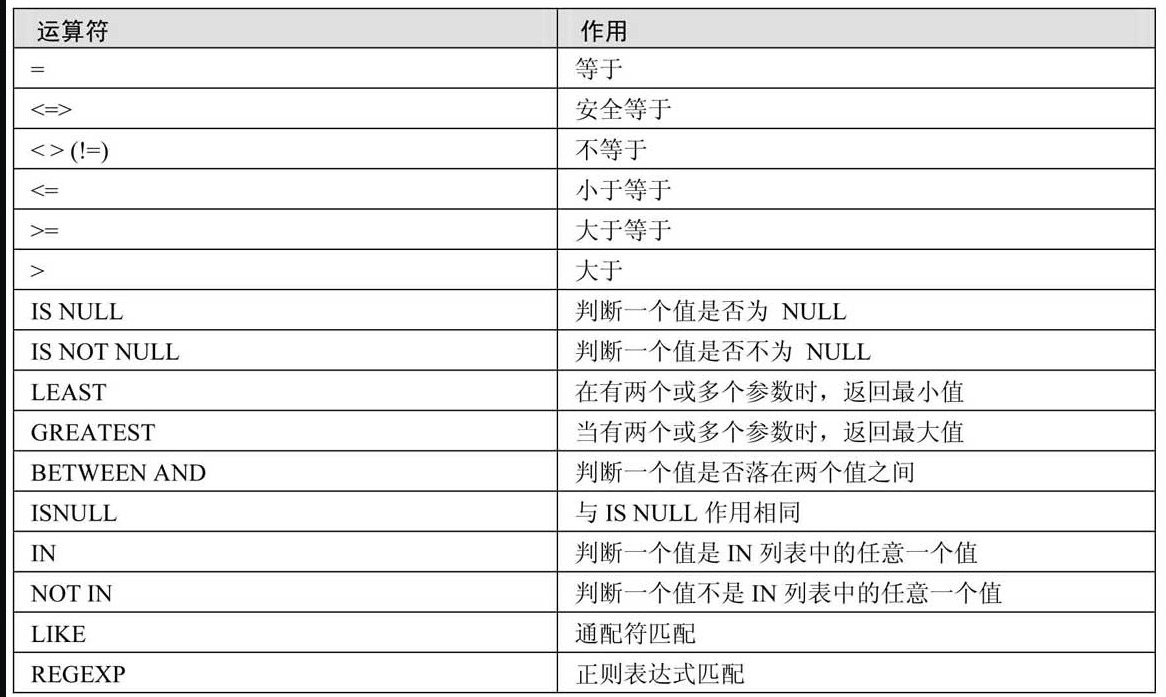 运算符 作用
= 等于
<=> 安全等于
< > (!=) 不等于
<= 小于等于
>= 大于等于
> 大于
IS NULL 判断一个值是否为 NULL
IS NOT NULL 判断一个值是否不为 NULL
LEAST 在有两个或多个参数时，返回最小值
GREATEST 当有两个或多个参数时，返回最大值
BETWEEN AND 判断一个值是否落在两个值之间
ISNULL 与 IS NULL 作用相同
IN 判断一个值是 IN 列表中的任意一个值
NOT IN 判断一个值不是 IN 列表中的任意一个值
LIKE 通配符匹配
REGEXP 正则表达式匹配